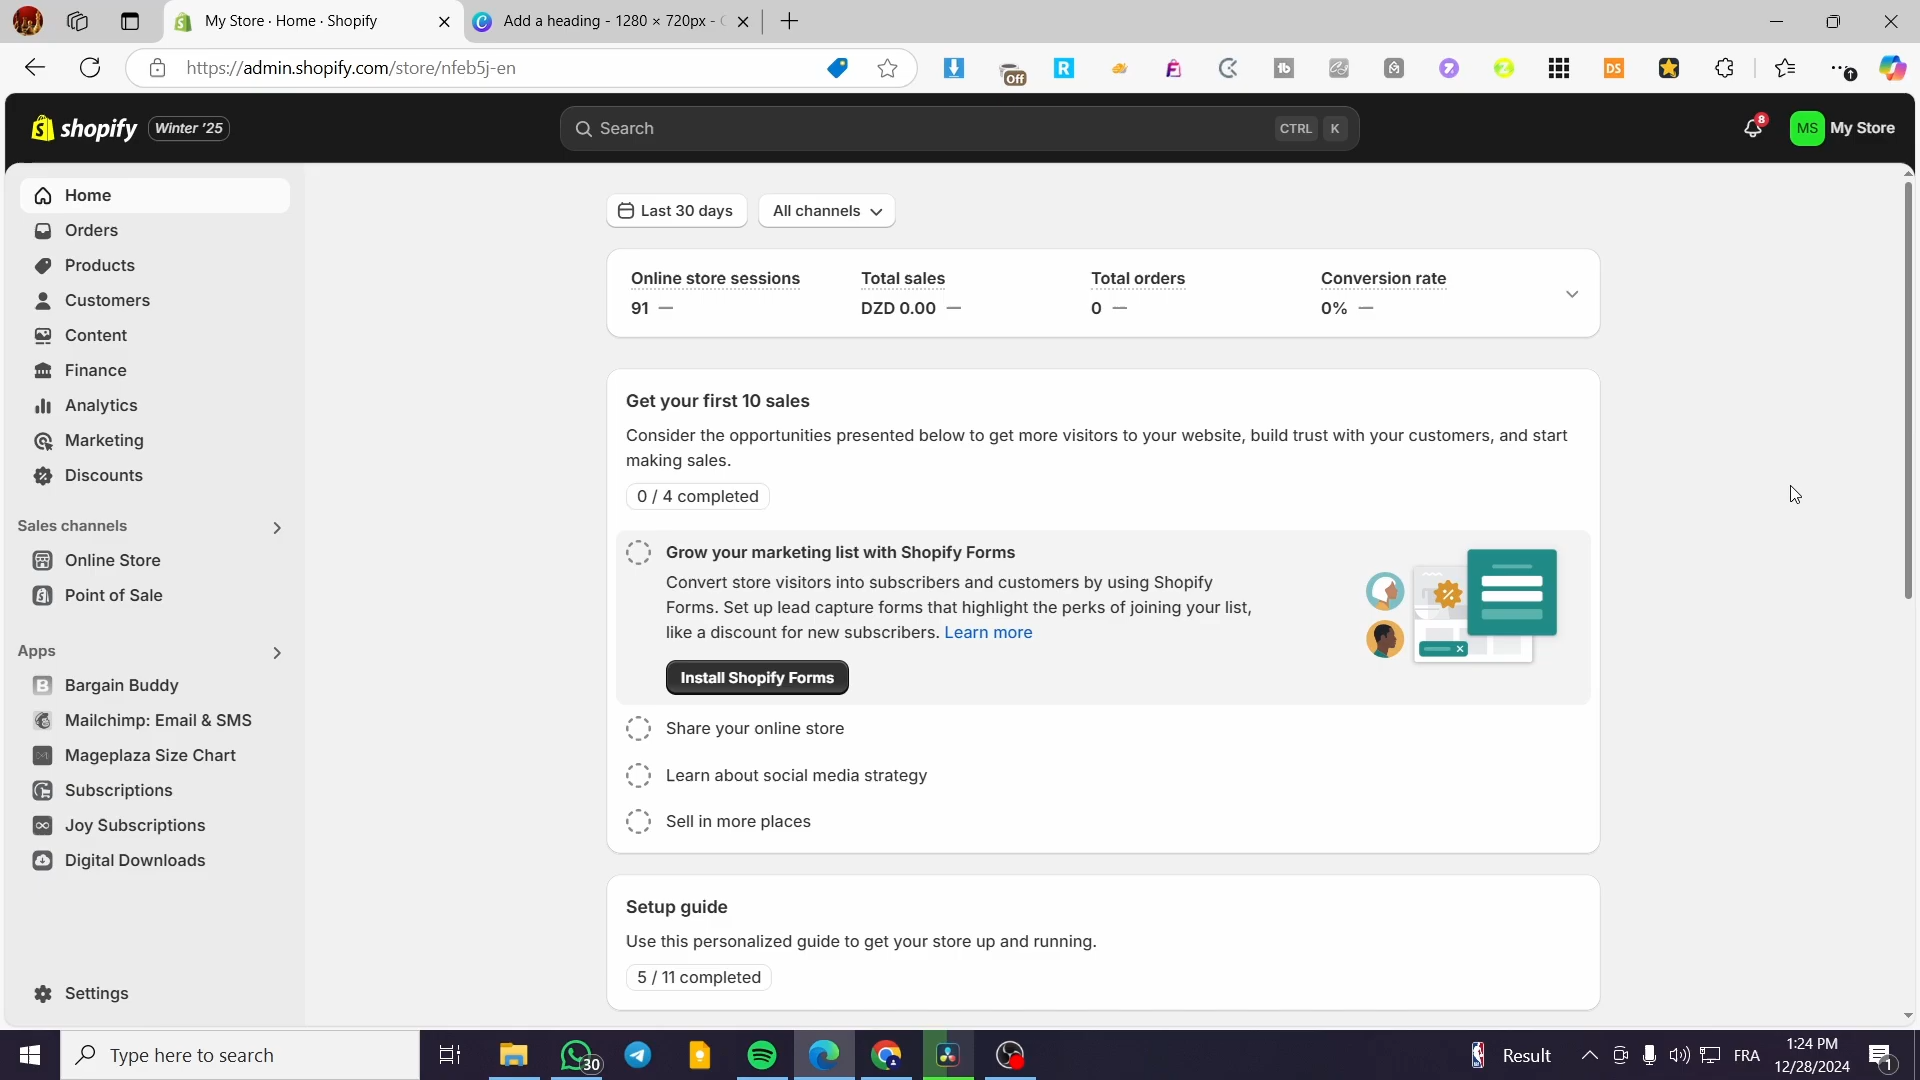 My Store · Home · Shopify
Add a heading - 1280 × 720px -
https://admin.shopify.com/store/nfeb5j-en
Off
R
tb
DS
shopify
Winter '25
Search
CTRL K
8
MS
My Store
Home
Orders
Products
Customers
Content
Finance
Analytics
Marketing
Discounts
Sales channels
Online Store
Point of Sale
Apps
Bargain Buddy
Mailchimp: Email & SMS
Mageplaza Size Chart
Subscriptions
Joy Subscriptions
Digital Downloads
Settings
Last 30 days
All channels
Online store sessions
91 —
Total sales
DZD 0.00 —
Total orders
0 —
Conversion rate
0% —
Get your first 10 sales
Consider the opportunities presented below to get more visitors to your website, build trust with your customers, and start
making sales.
0 / 4 completed
Grow your marketing list with Shopify Forms
Convert store visitors into subscribers and customers by using Shopify
Forms. Set up lead capture forms that highlight the perks of joining your list,
like a discount for new subscribers. Learn more
Install Shopify Forms
Share your online store
Learn about social media strategy
Sell in more places
Setup guide
Use this personalized guide to get your store up and running.
5 / 11 completed
Type here to search
30
Result
FRA
1:24 PM
12/28/2024
1